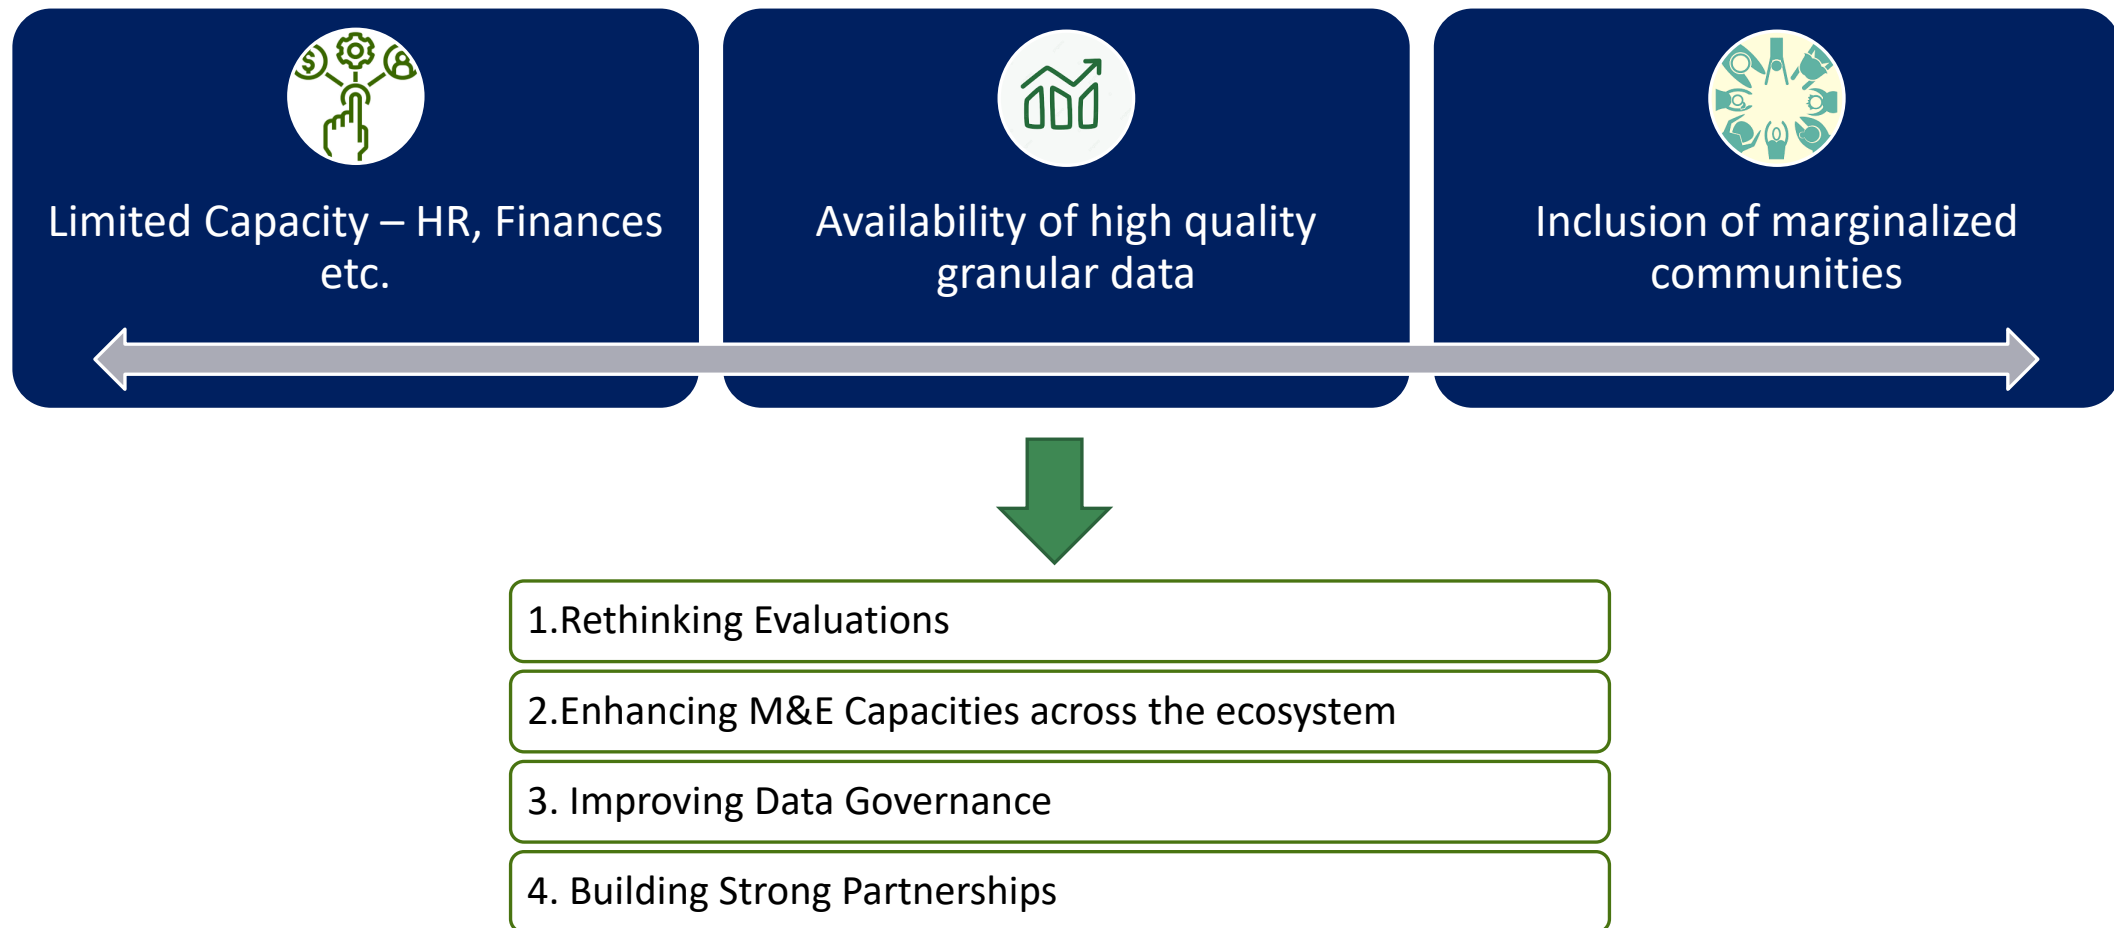 Limited Capacity – HR, Finances
etc.
Availability of high quality
granular data
Inclusion of marginalized
communities
1.Rethinking Evaluations
2.Enhancing M&E Capacities across the ecosystem
3. Improving Data Governance
4. Building Strong Partnerships